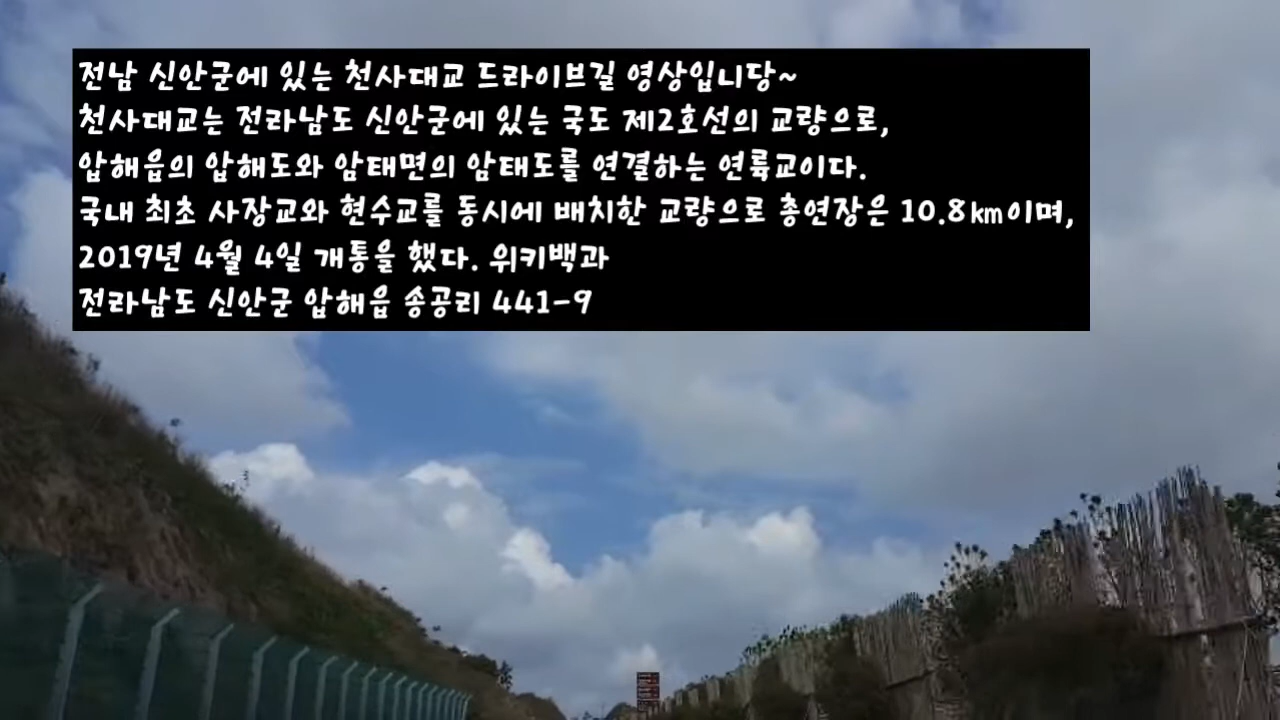 전남 신안군에 있는 천사대교 드라이브길 영상입니당~
천사대교는 전라남도 신안군에 있는 국도 제2호선의 교량으로,
압해읍의 압해도와 암태면의 암태도를 연결하는 연륙교이다.
국내 최초 사장교와 현수교를 동시에 배치한 교량으로 총연장은 10.8㎞이며,
2019년 4월 4일 개통을 했다. 위키백과
전라남도 신안군 압해읍 송공리 441-9